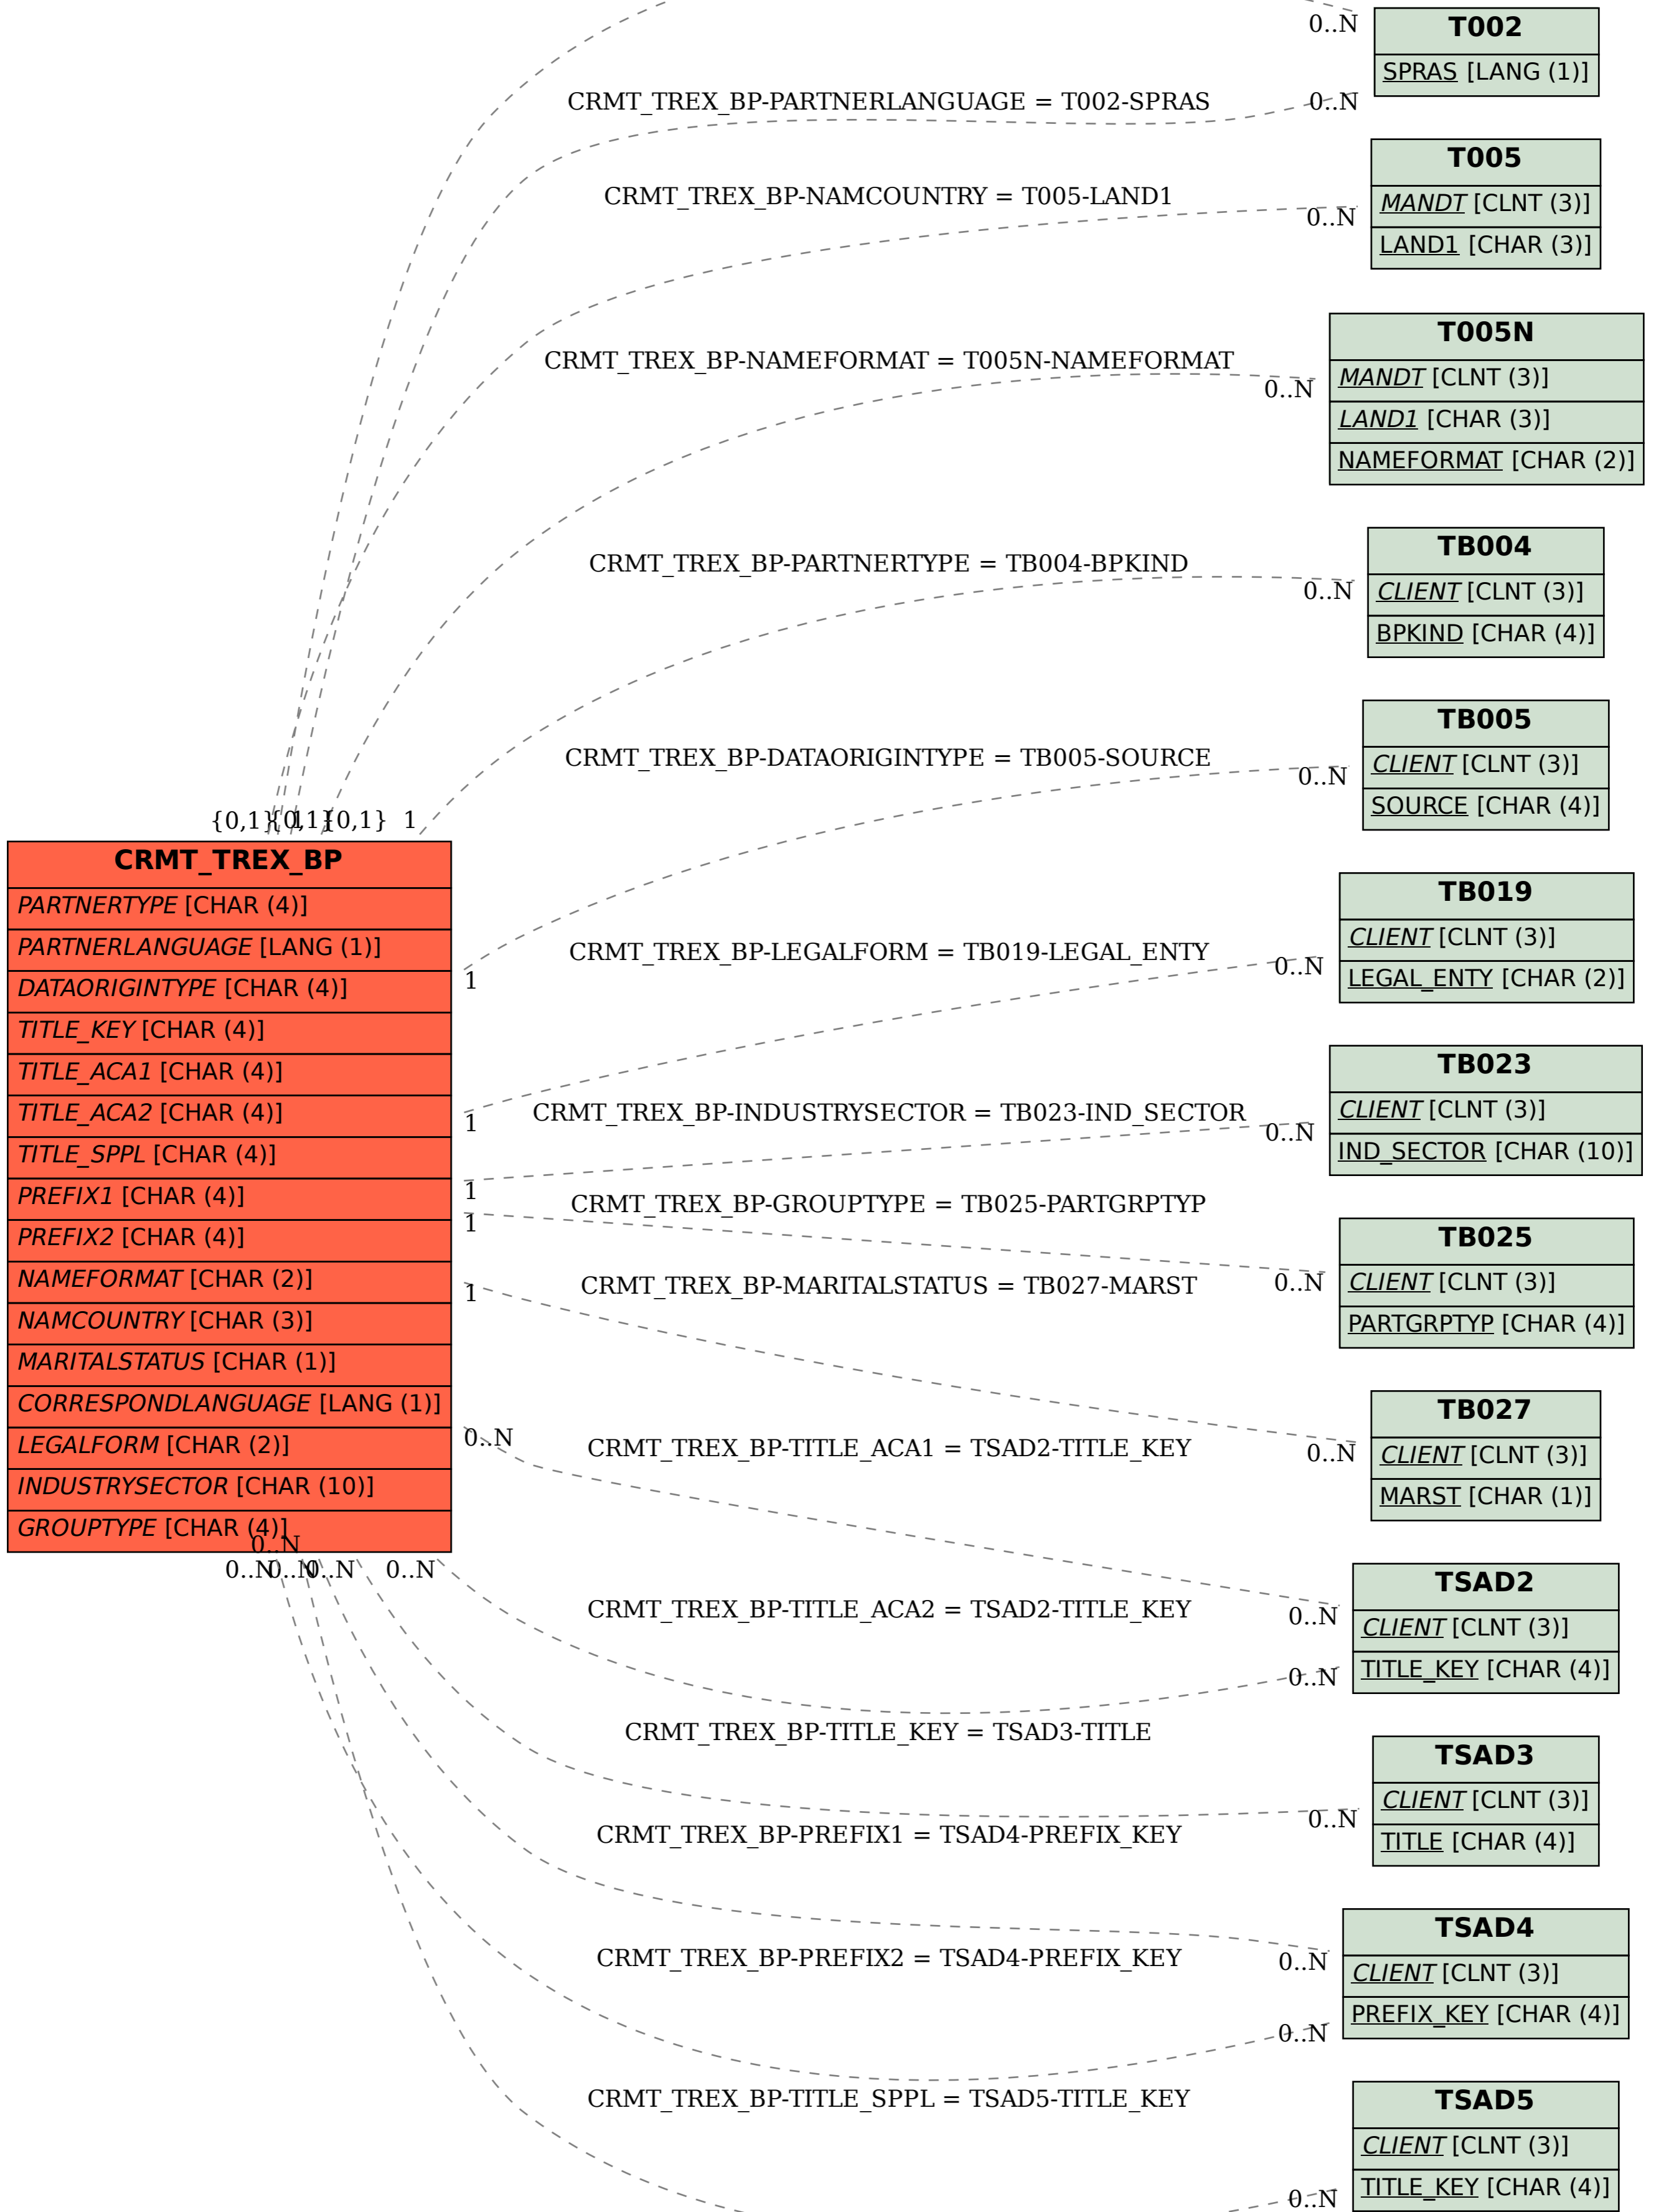 0..N
T002
SPRAS [LANG (1)]
CRMT_TREX_BP-PARTNERLANGUAGE = T002-SPRAS
0..N
T005
MANDT [CLNT (3)]
LAND1 [CHAR (3)]
CRMT_TREX_BP-NAMCOUNTRY = T005-LAND1
0..N
T005N
MANDT [CLNT (3)]
LAND1 [CHAR (3)]
NAMEFORMAT [CHAR (2)]
CRMT_TREX_BP-NAMEFORMAT = T005N-NAMEFORMAT
0..N
TB004
CLIENT [CLNT (3)]
BPKIND [CHAR (4)]
CRMT_TREX_BP-PARTNERTYPE = TB004-BPKIND
0..N
TB005
CLIENT [CLNT (3)]
SOURCE [CHAR (4)]
CRMT_TREX_BP-DATAORIGINTYPE = TB005-SOURCE
0..N
{0,1}
{0,1}
1
{0,1}
1
CRMT_TREX_BP
PARTNERTYPE [CHAR (4)]
PARTNERLANGUAGE [LANG (1)]
DATAORIGINTYPE [CHAR (4)]
TITLE_KEY [CHAR (4)]
TITLE_ACA1 [CHAR (4)]
TITLE_ACA2 [CHAR (4)]
TITLE_SPPL [CHAR (4)]
PREFIX1 [CHAR (4)]
PREFIX2 [CHAR (4)]
NAMEFORMAT [CHAR (2)]
NAMCOUNTRY [CHAR (3)]
MARITALSTATUS [CHAR (1)]
CORRESPONDLANGUAGE [LANG (1)]
LEGALFORM [CHAR (2)]
INDUSTRYSECTOR [CHAR (10)]
GROUPTYPE [CHAR (4)]
0..N
0..N
0..N
0..N
0..N
1
1
1
1
1
0..N
TB019
CLIENT [CLNT (3)]
LEGAL_ENTY [CHAR (2)]
CRMT_TREX_BP-LEGALFORM = TB019-LEGAL_ENTY
0..N
TB023
CLIENT [CLNT (3)]
IND_SECTOR [CHAR (10)]
CRMT_TREX_BP-INDUSTRYSECTOR = TB023-IND_SECTOR
0..N
CRMT_TREX_BP-GROUPTYPE = TB025-PARTGRPTYP
TB025
CLIENT [CLNT (3)]
PARTGRPTYP [CHAR (4)]
0..N
CRMT_TREX_BP-MARITALSTATUS = TB027-MARST
TB027
CLIENT [CLNT (3)]
MARST [CHAR (1)]
0..N
CRMT_TREX_BP-TITLE_ACA1 = TSAD2-TITLE_KEY
TSAD2
CLIENT [CLNT (3)]
TITLE_KEY [CHAR (4)]
0..N
CRMT_TREX_BP-TITLE_ACA2 = TSAD2-TITLE_KEY
0..N
CRMT_TREX_BP-TITLE_KEY = TSAD3-TITLE
TSAD3
CLIENT [CLNT (3)]
TITLE [CHAR (4)]
0..N
CRMT_TREX_BP-PREFIX1 = TSAD4-PREFIX_KEY
TSAD4
CLIENT [CLNT (3)]
PREFIX_KEY [CHAR (4)]
0..N
CRMT_TREX_BP-PREFIX2 = TSAD4-PREFIX_KEY
0..N
CRMT_TREX_BP-TITLE_SPPL = TSAD5-TITLE_KEY
TSAD5
CLIENT [CLNT (3)]
TITLE_KEY [CHAR (4)]
0..N